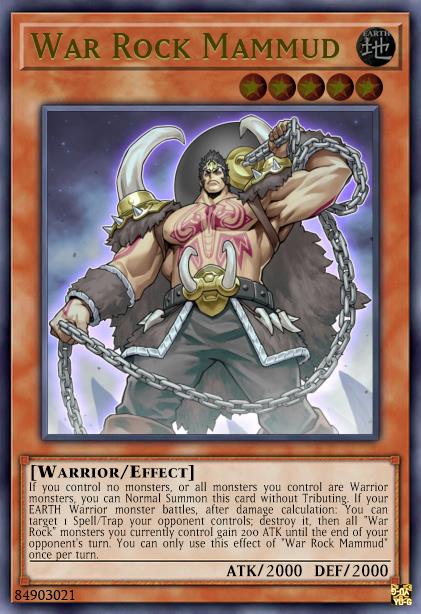 War Rock Mammud
EARTH
地
[Warrior/Effect]
If you control no monsters, or all monsters you control are Warrior
monsters, you can Normal Summon this card without Tributing. If your
EARTH Warrior monster battles, after damage calculation: You can
target 1 Spell/Trap your opponent controls; destroy it, then all "War
Rock" monsters you currently control gain 200 ATK until the end of your
opponent's turn. You can only use this effect of "War Rock Mammud"
once per turn.
ATK/2000 DEF/2000
84903021